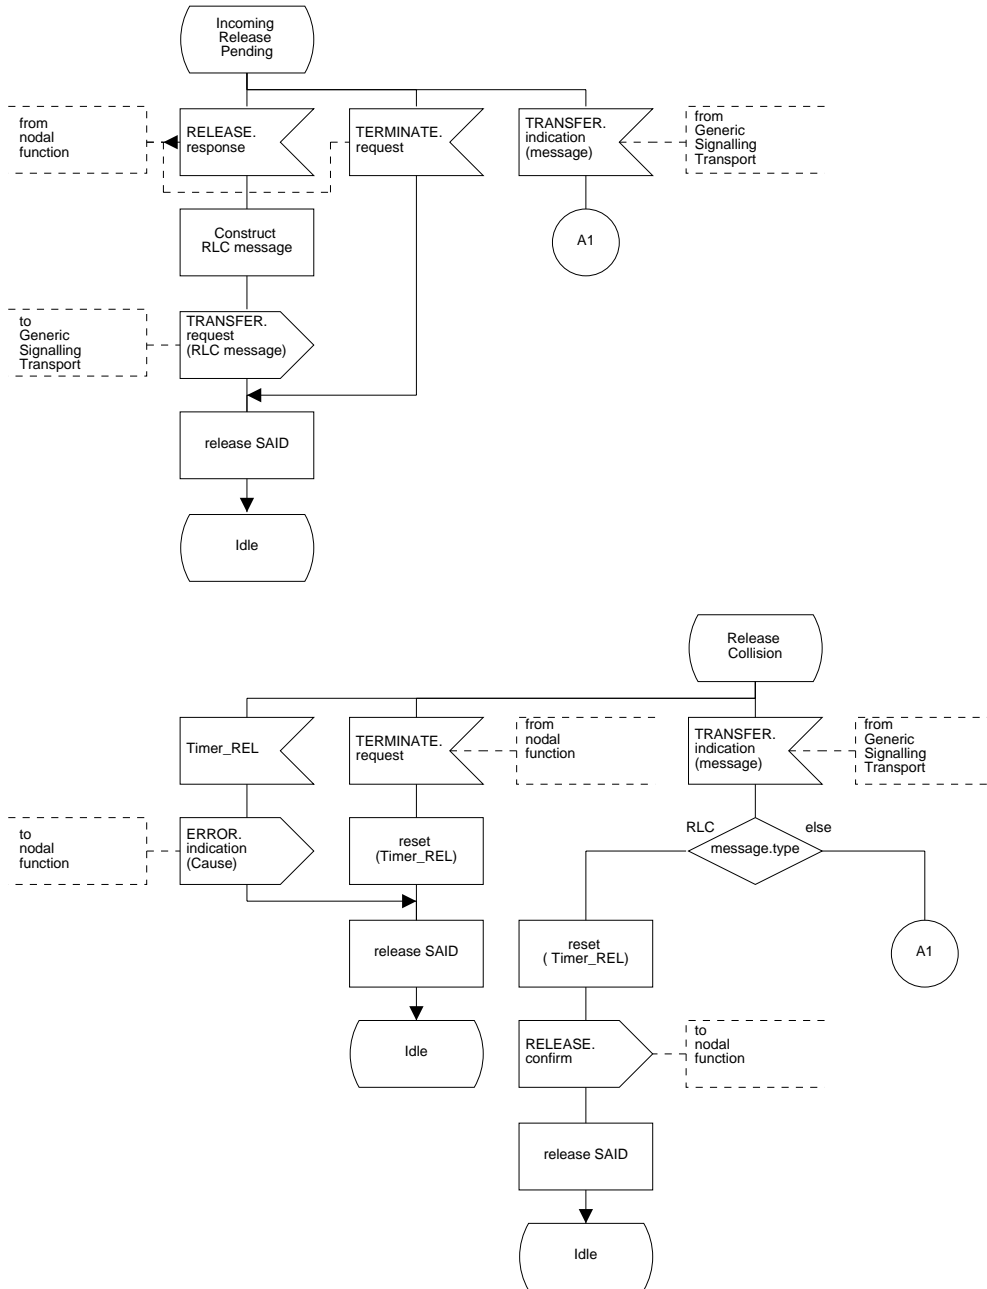 Incoming
Release
Pending
from
nodal
function
RELEASE.
response
TERMINATE.
request
TRANSFER.
indication
(message)
from
Generic
Signalling
Transport
Construct
RLC message
A1
to
Generic
Signalling
Transport
TRANSFER.
request
(RLC message)
release SAID
Idle
Release
Collision
Timer_REL
TERMINATE.
request
from
nodal
function
TRANSFER.
indication
(message)
from
Generic
Signalling
Transport
to
nodal
function
ERROR.
indication
(Cause)
reset
(Timer_REL)
RLC
message.type
else
release SAID
reset
( Timer_REL)
A1
Idle
RELEASE.
confirm
to
nodal
function
release SAID
Idle